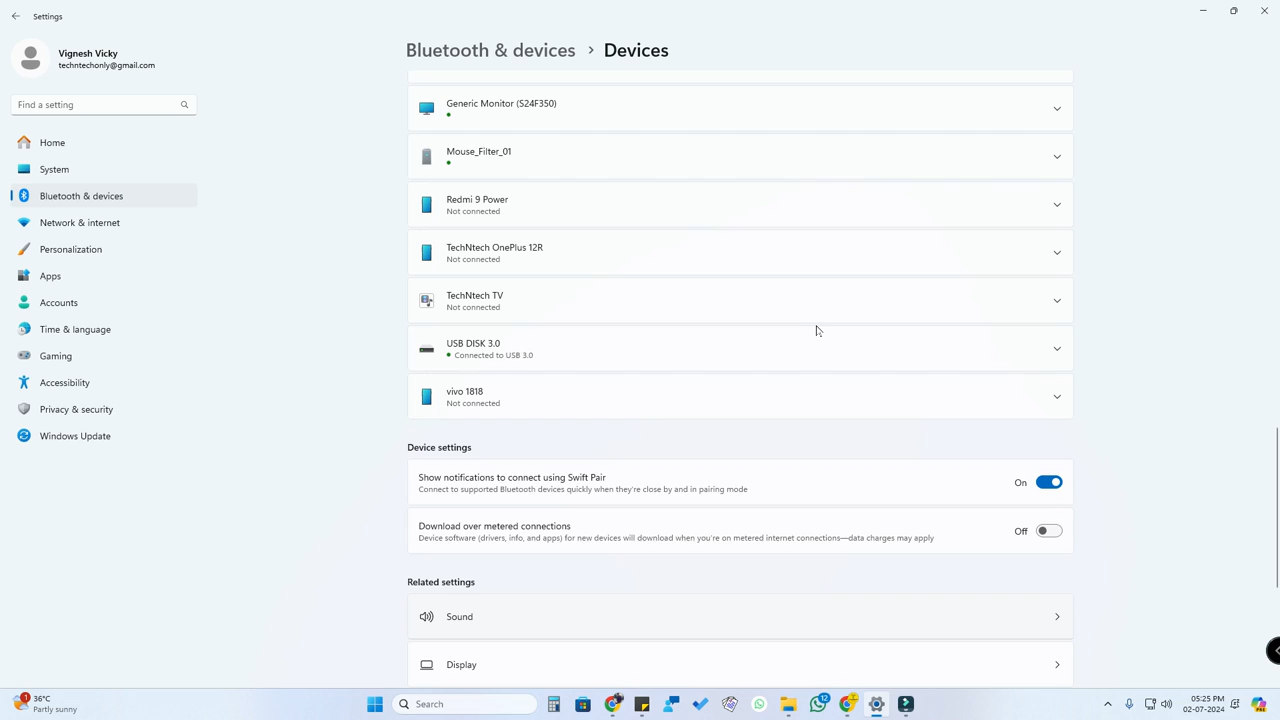 Settings
Vignesh Vicky
techntechonly@gmail.com
Find a setting
Home
System
Bluetooth & devices
Network & internet
Personalization
Apps
Accounts
Time & language
Gaming
Accessibility
Privacy & security
Windows Update
Bluetooth & devices > Devices
Generic Monitor (S24F350)
Mouse_Filter_01
Redmi 9 Power
Not connected
TechNtech OnePlus 12R
Not connected
TechNtech TV
Not connected
USB DISK 3.0
Connected to USB 3.0
vivo 1818
Not connected
Device settings
Show notifications to connect using Swift Pair
Connect to supported Bluetooth devices quickly when they're close by and in pairing mode
On
Download over metered connections
Device software (drivers, info, and apps) for new devices will download when you're on metered internet connections—data charges may apply
Off
Related settings
Sound
Display
1
36°C
Partly sunny
Search
12
05:25 PM
02-07-2024